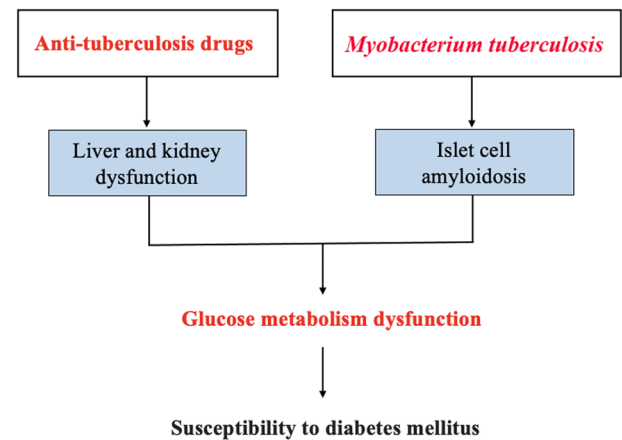 Anti-tuberculosis drugs
Myobacterium tuberculosis
Liver and kidney
dysfunction
Islet cell
amyloidosis
Glucose metabolism dysfunction
Susceptibility to diabetes mellitus